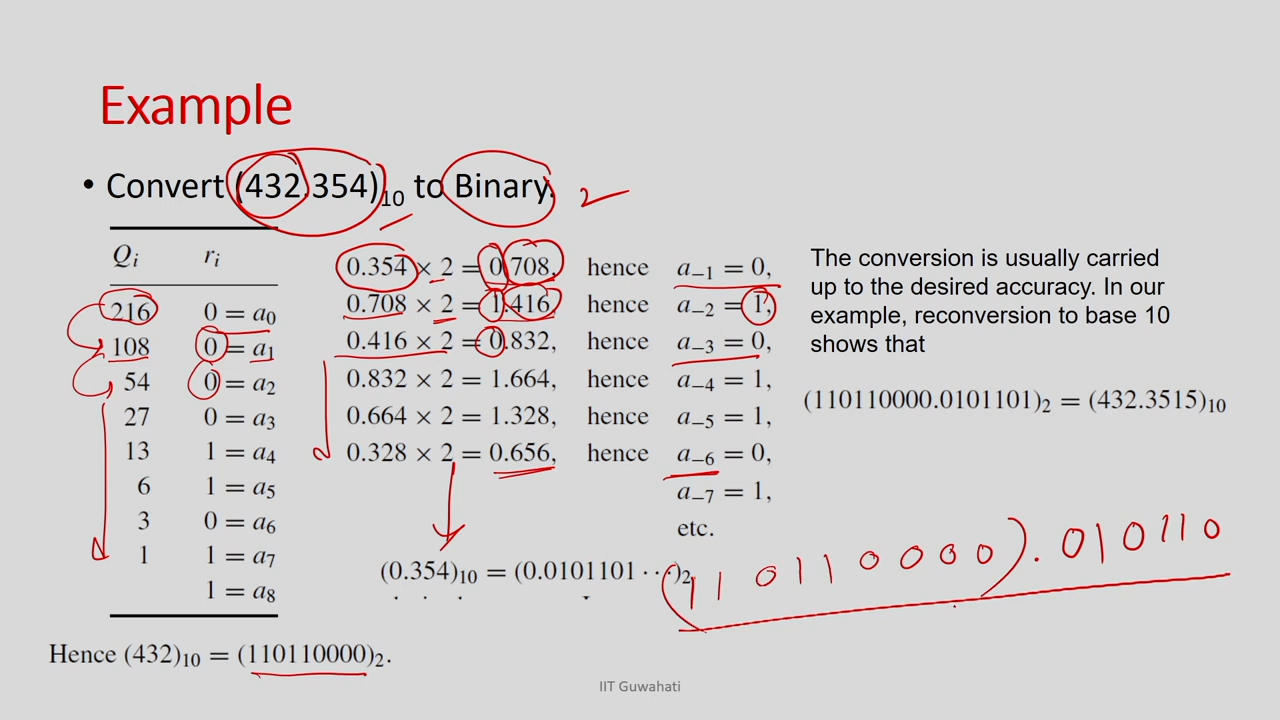 Example
• Convert (432.354)₁₀ to Binary. 2
Qᵢ rᵢ
216 0 = a₀
108 0 = a₁
54 0 = a₂
27 0 = a₃
13 1 = a₄
6 1 = a₅
3 0 = a₆
1 1 = a₇
1 = a₈
Hence (432)₁₀ = (110110000)₂.
0.354 × 2 = 0.708, hence a₋₁ = 0,
0.708 × 2 = 1.416, hence a₋₂ = 1,
0.416 × 2 = 0.832, hence a₋₃ = 0,
0.832 × 2 = 1.664, hence a₋₄ = 1,
0.664 × 2 = 1.328, hence a₋₅ = 1,
0.328 × 2 = 0.656, hence a₋₆ = 0,
a₋₇ = 1,
etc.
(0.354)₁₀ = (0.0101101 ⋯)₂
The conversion is usually carried
up to the desired accuracy. In our
example, reconversion to base 10
shows that
(110110000.0101101)₂ = (432.3515)₁₀
(110110000).010110
IIT Guwahati